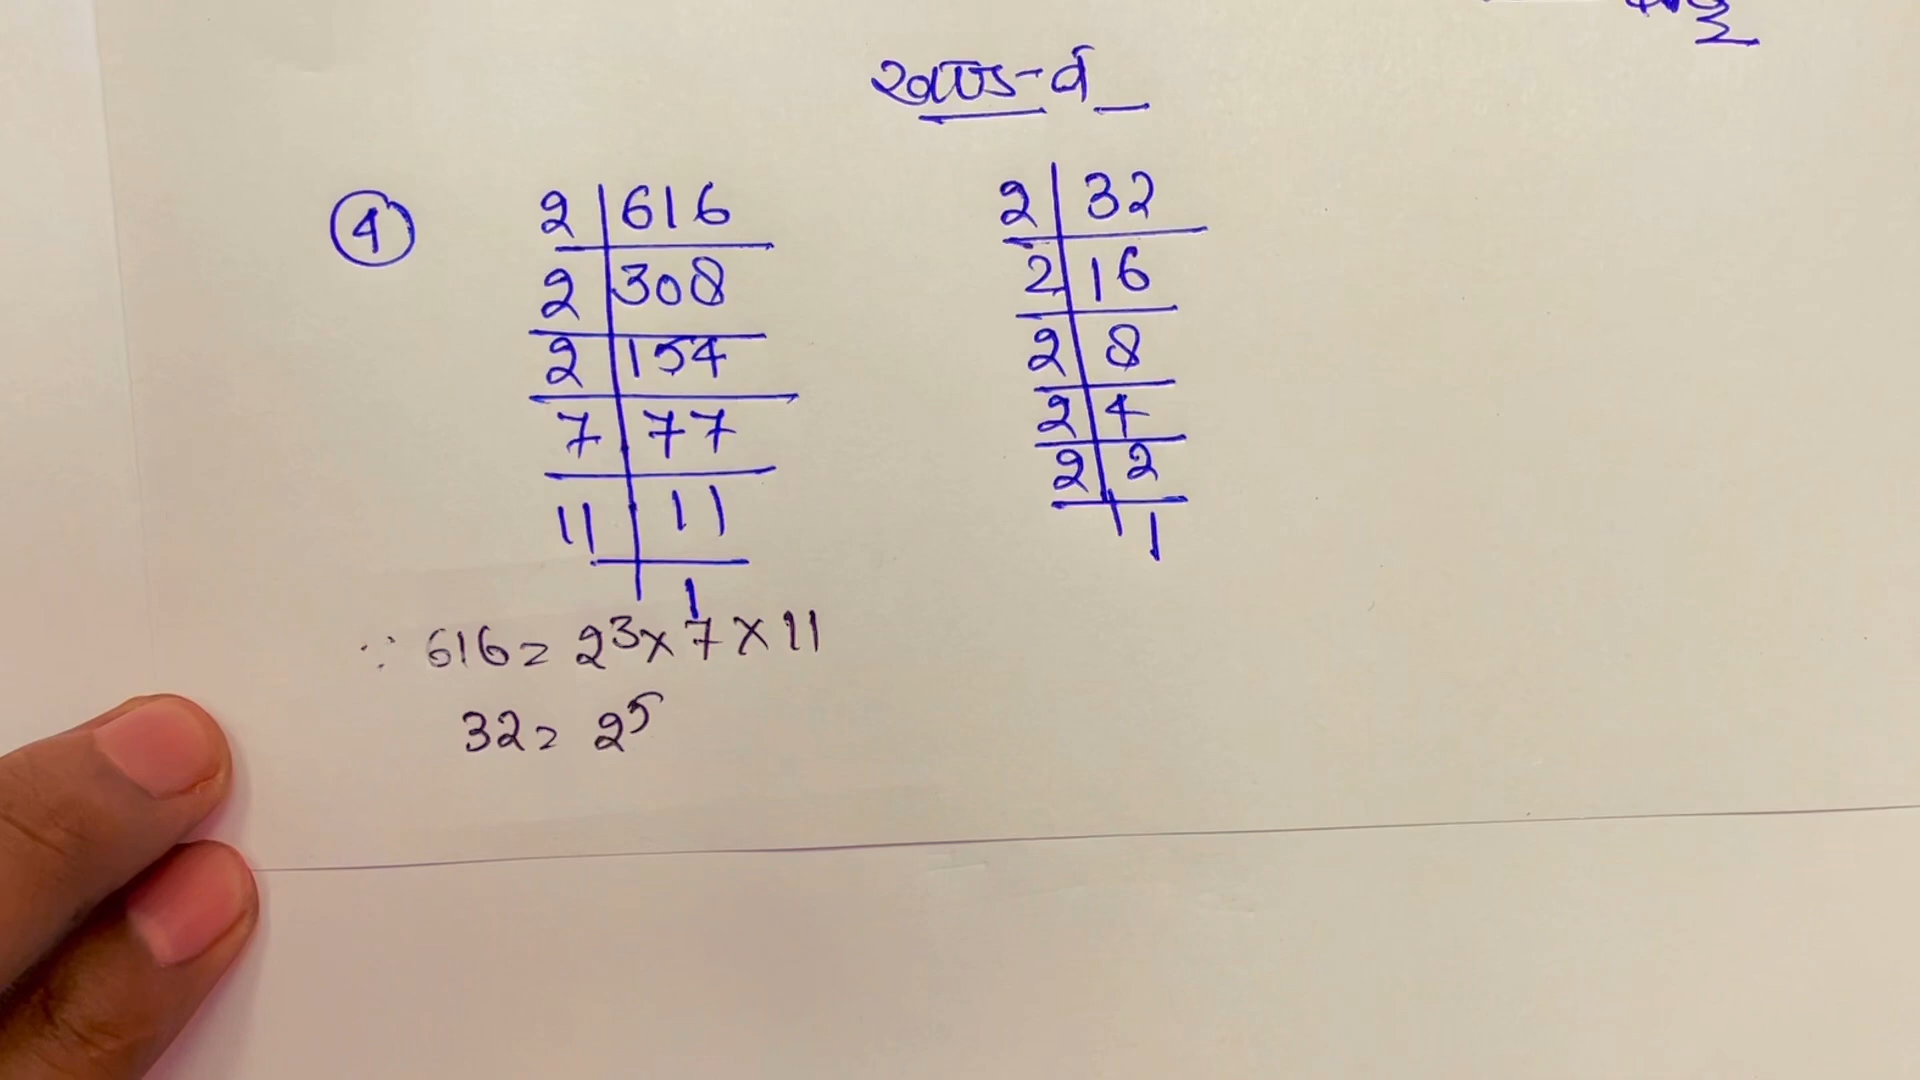 खण्ड-व
④
2 | 616
2 | 308
2 | 154
7 | 77
11 | 11
1
2 | 32
2 | 16
2 | 8
2 | 4
2 | 2
1
∵ 616 = 2³ × 7 × 11
32 = 2⁵